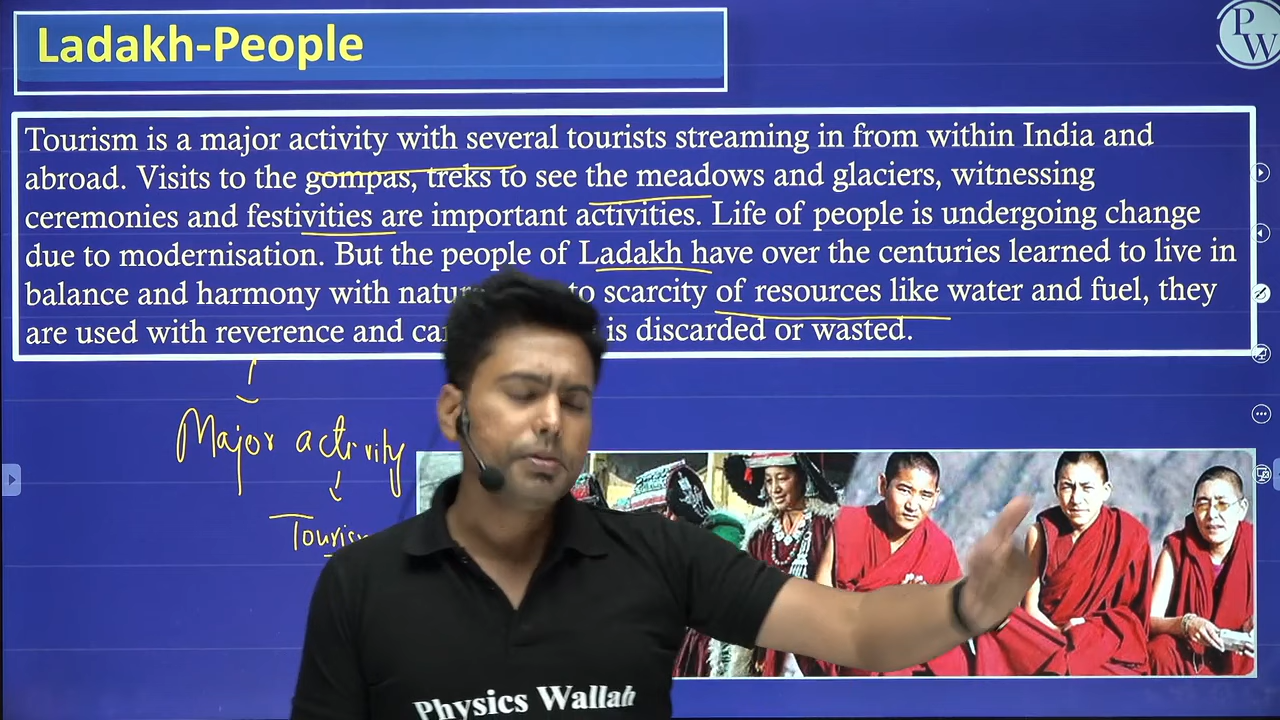 Ladakh-People
PW
Tourism is a major activity with several tourists streaming in from within India and
abroad. Visits to the gompas, treks to see the meadows and glaciers, witnessing
ceremonies and festivities are important activities. Life of people is undergoing change
due to modernisation. But the people of Ladakh have over the centuries learned to live in
balance and harmony with natu to scarcity of resources like water and fuel, they
are used with reverence and ca is discarded or wasted.
Major activity
Tourism
Physics Wallah